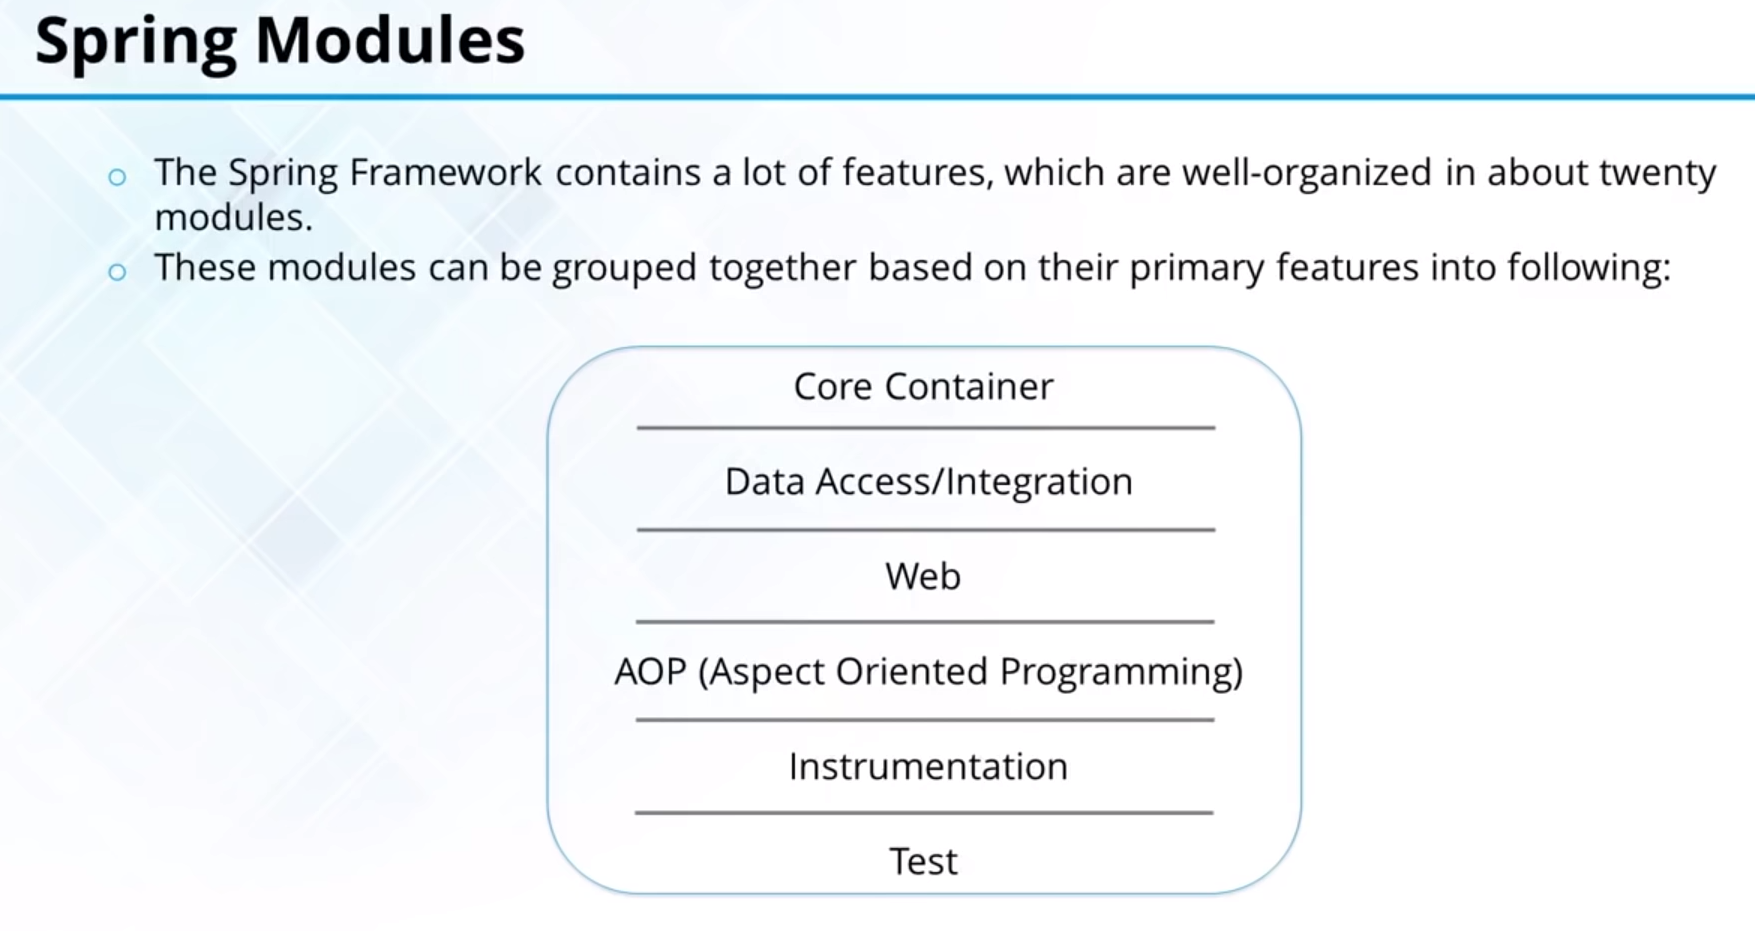 Spring Modules
The Spring Framework contains a lot of features, which are well-organized in about twenty
modules.
These modules can be grouped together based on their primary features into following:
Core Container
Data Access/Integration
Web
AOP (Aspect Oriented Programming)
Instrumentation
Test